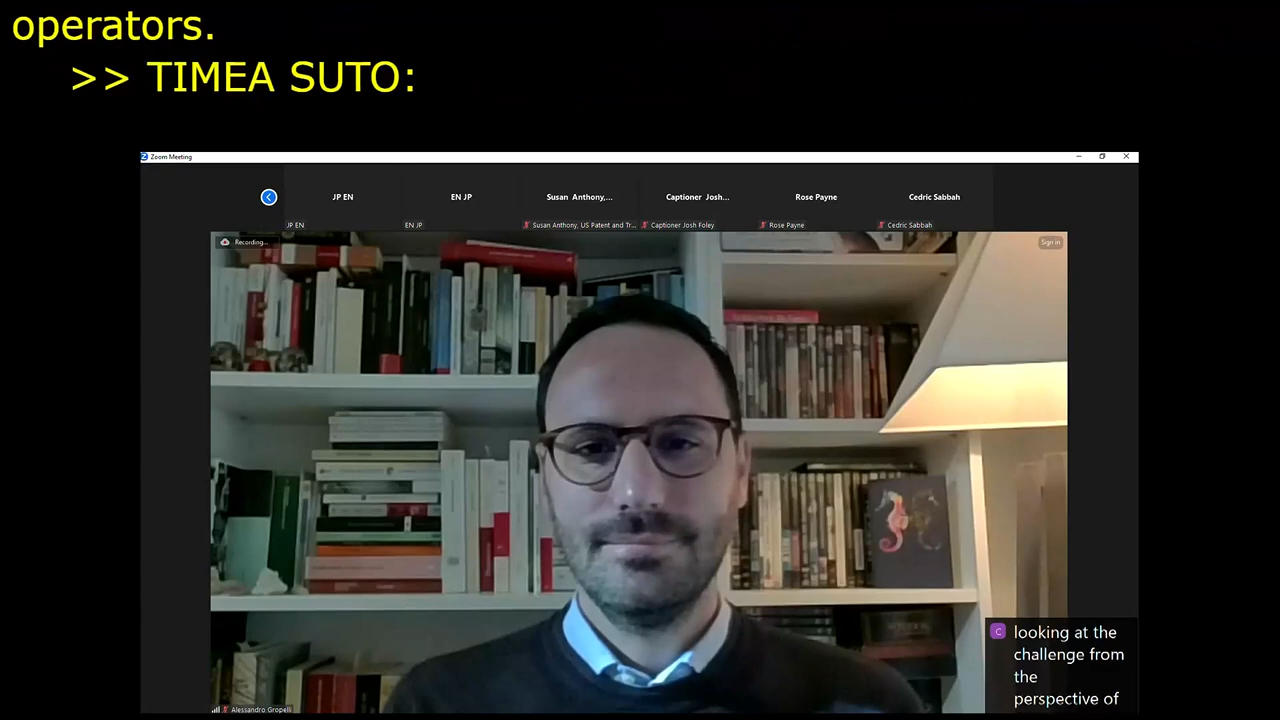 operators.
>> TIMEA SUTO:
Zoom Meeting
JP EN
EN JP
Susan Anthony,...
Captioner Josh...
Rose Payne
Cedric Sabbah
JP EN
EN JP
Susan Anthony, US Patent and Tr...
Captioner Josh Foley
Rose Payne
Cedric Sabbah
Recording...
Sign in
C
looking at the
challenge from
the
perspective of
Alessandro Gropelli